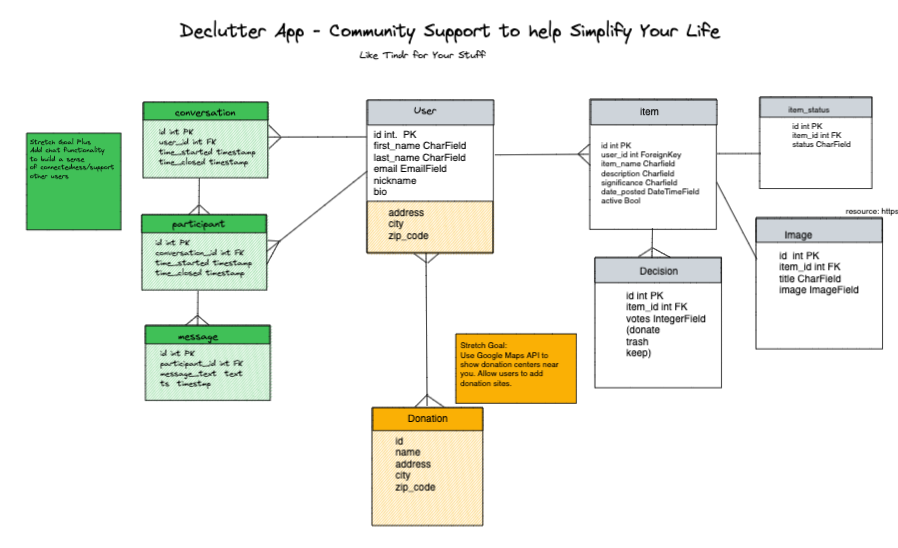 Declutter App - Community Support to help Simplify Your Life
Like Tindr for Your Stuff
Stretch Goal Plus
Add chat functionality
to build a sense
of connectedness/support
other users
conversation
id int PK
user_id int FK
time_started timestamp
time_closed timestamp
participant
id int PK
conversation_id int FK
time_started timestamp
time_closed timestamp
message
id int PK
participant_id int FK
message_text text
ts timestmp
User
id int. PK
first_name CharField
last_name CharField
email EmailField
nickname
bio
address
city
zip_code
Stretch Goal:
Use Google Maps API to
show donation centers near
you. Allow users to add
donation sites.
Donation
id
name
address
city
zip_code
item
id int PK
user_id int ForeignKey
item_name Charfield
description Charfield
significance Charfield
date_posted DateTimeField
active Bool
Decision
id int PK
item_id int FK
votes IntegerField
(donate
trash
keep)
item_status
id int PK
item_id int FK
status CharField
resource: https
Image
id int PK
item_id int FK
title CharField
image ImageField